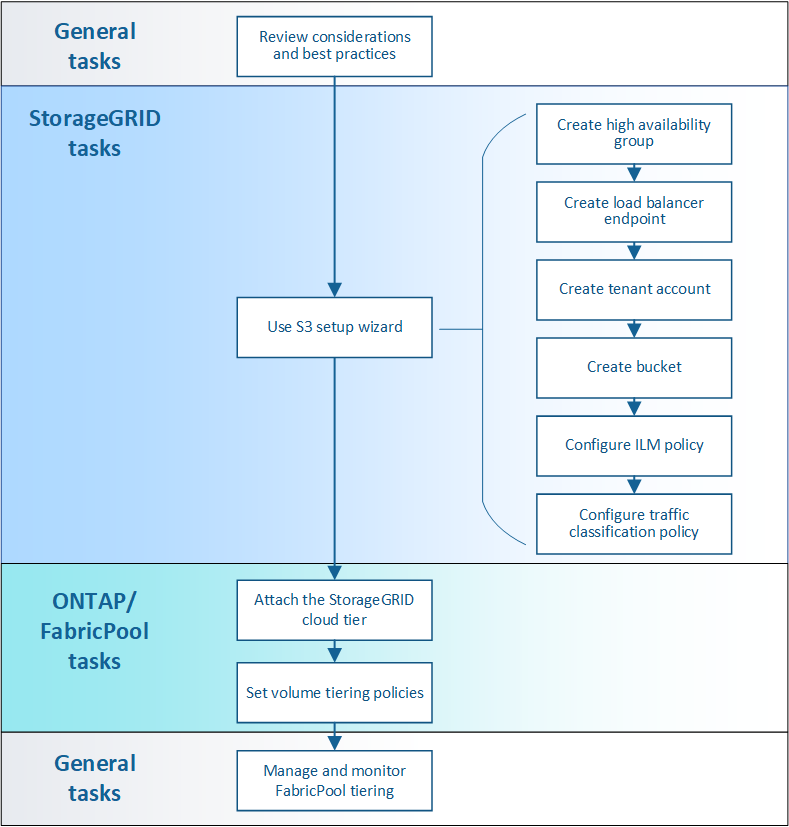 General
tasks
Review considerations
and best practices
StorageGRID
tasks
Use S3 setup wizard
Create high availability
group
Create load balancer
endpoint
Create tenant account
Create bucket
Configure ILM policy
Configure traffic
classification policy
ONTAP/
FabricPool
tasks
Attach the StorageGRID
cloud tier
Set volume tiering policies
General
tasks
Manage and monitor
FabricPool tiering